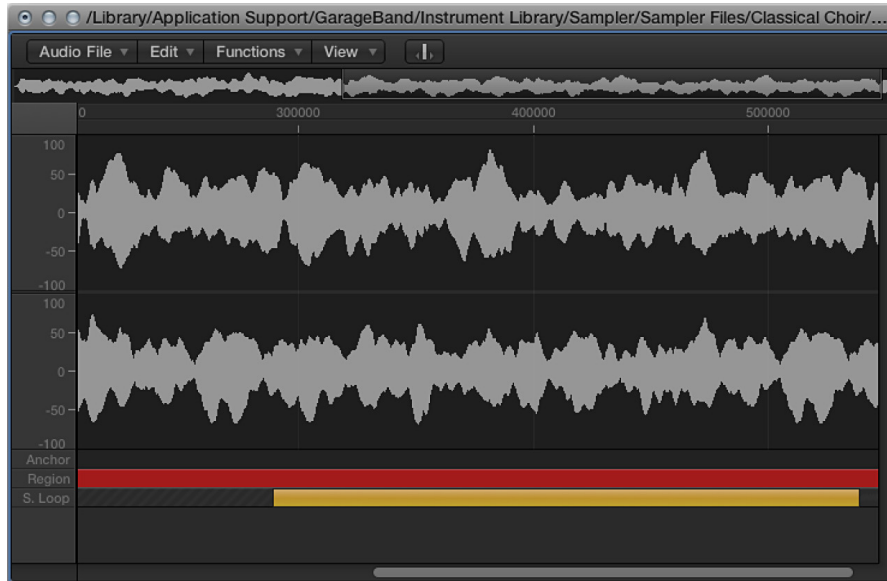 /Library/Application Support/GarageBand/Instrument Library/Sampler/Sampler Files/Classical Choir/...
Audio File Edit Functions View
0 300000 400000 500000
100
50
0
-50
-100
100
50
0
-50
-100
Anchor
Region
S. Loop